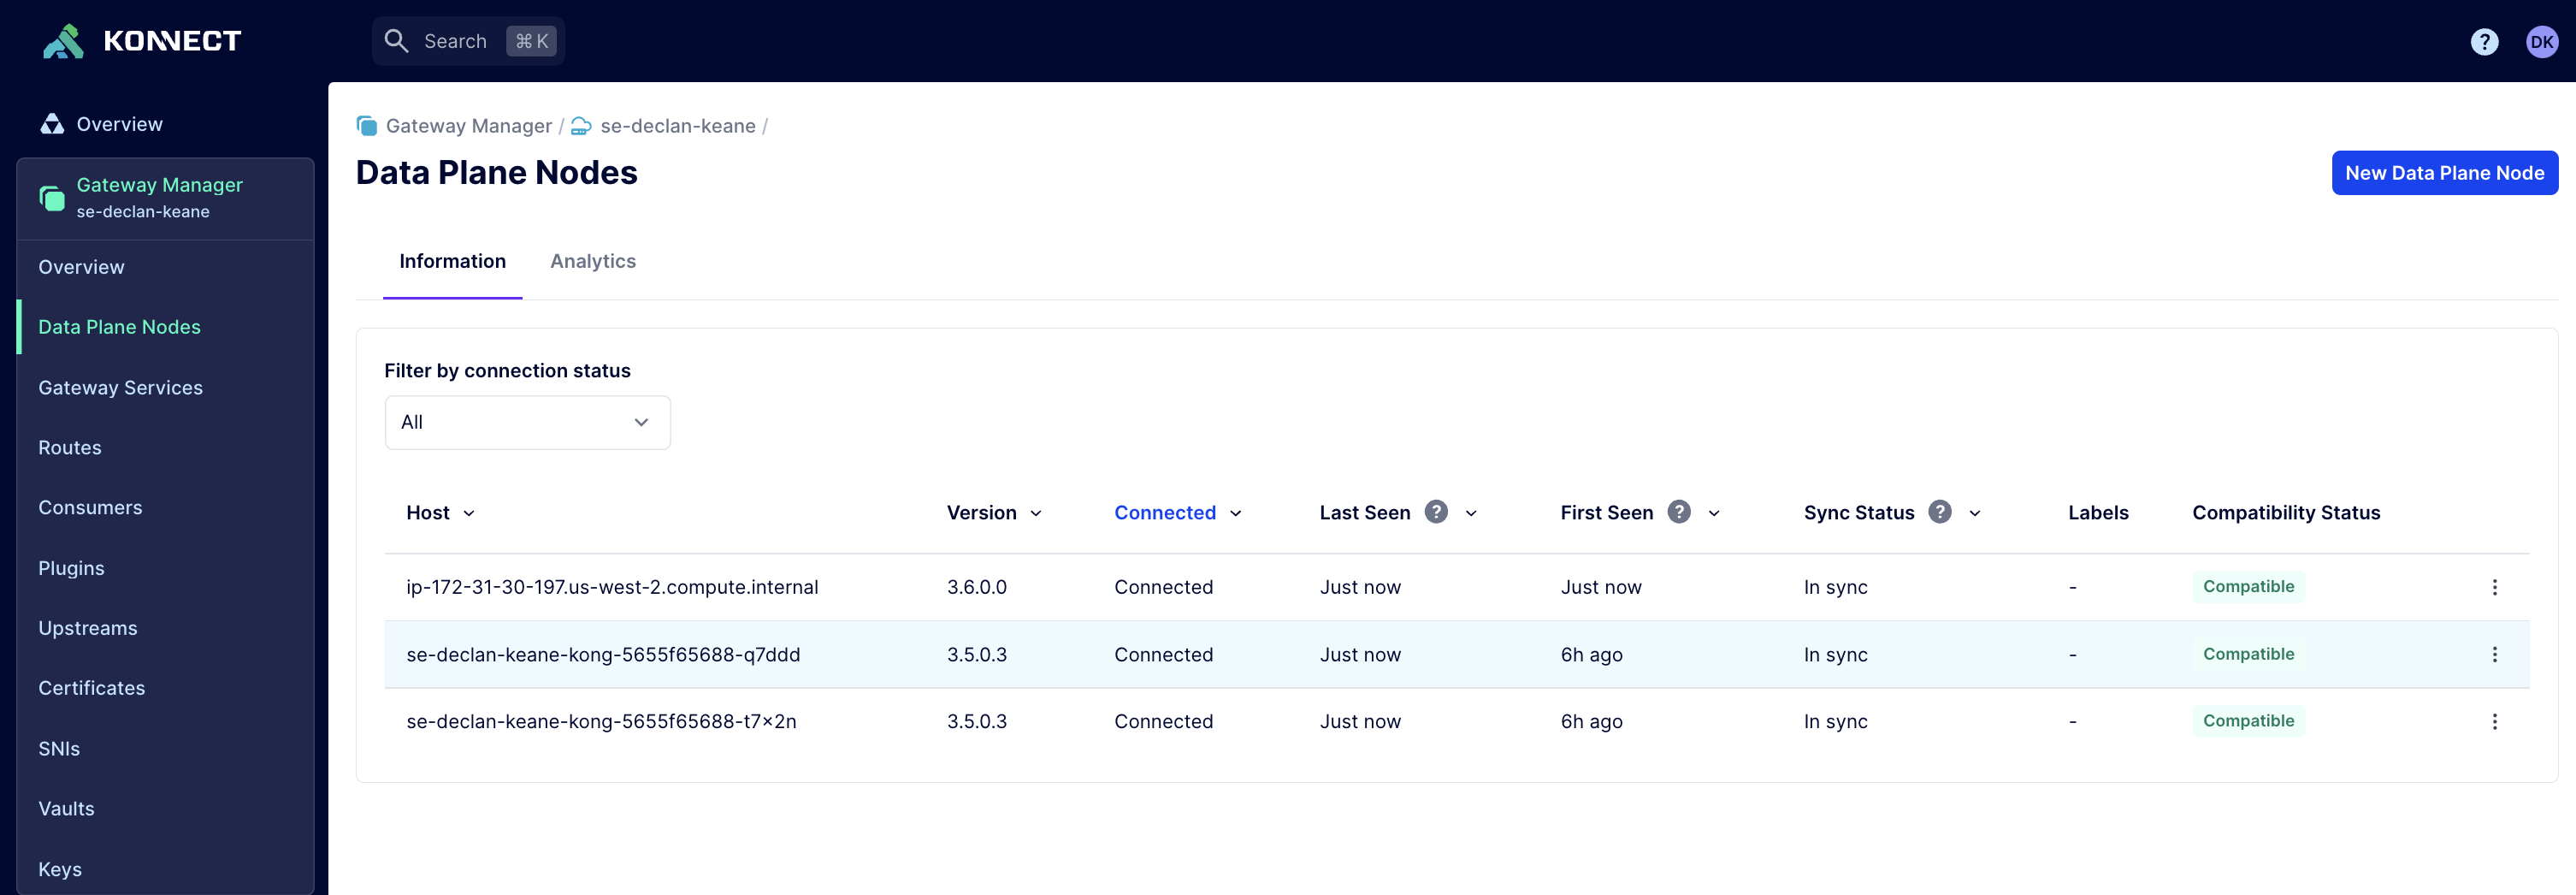 KONNECT
Search ⌘ K
?
DK
Overview
Gateway Manager
se-declan-keane
Overview
Data Plane Nodes
Gateway Services
Routes
Consumers
Plugins
Upstreams
Certificates
SNIs
Vaults
Keys
Gateway Manager / se-declan-keane /
Data Plane Nodes
New Data Plane Node
Information Analytics
Filter by connection status
All
Host Version Connected Last Seen ? First Seen ? Sync Status ? Labels Compatibility Status
ip-172-31-30-197.us-west-2.compute.internal 3.6.0.0 Connected Just now Just now In sync - Compatible
se-declan-keane-kong-5655f65688-q7ddd 3.5.0.3 Connected Just now 6h ago In sync - Compatible
se-declan-keane-kong-5655f65688-t7×2n 3.5.0.3 Connected Just now 6h ago In sync - Compatible